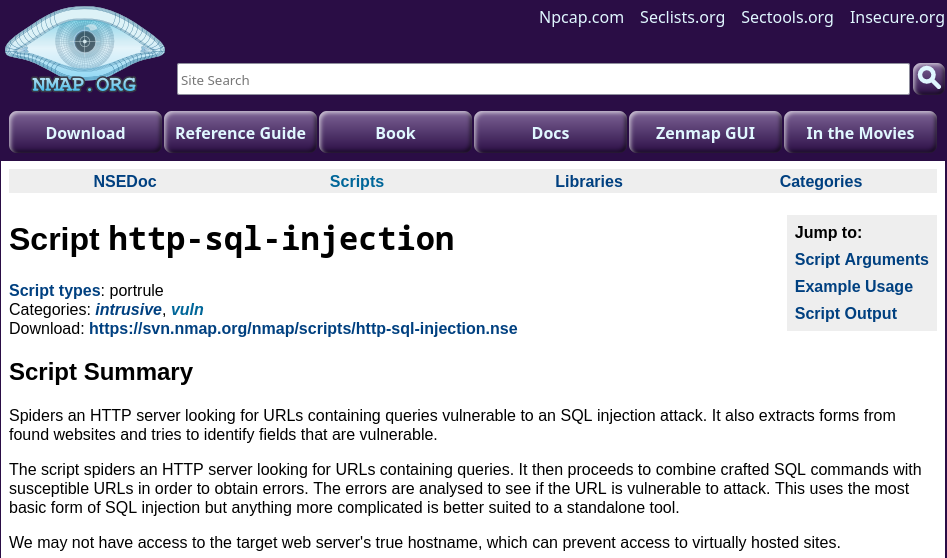 Npcap.com Seclists.org Sectools.org Insecure.org
NMAP.ORG
Site Search
Download Reference Guide Book Docs Zenmap GUI In the Movies
NSEDoc Scripts Libraries Categories
Script http-sql-injection
Jump to:
Script Arguments
Example Usage
Script Output
Script types: portrule
Categories: intrusive, vuln
Download: https://svn.nmap.org/nmap/scripts/http-sql-injection.nse
Script Summary
Spiders an HTTP server looking for URLs containing queries vulnerable to an SQL injection attack. It also extracts forms from
found websites and tries to identify fields that are vulnerable.
The script spiders an HTTP server looking for URLs containing queries. It then proceeds to combine crafted SQL commands with
susceptible URLs in order to obtain errors. The errors are analysed to see if the URL is vulnerable to attack. This uses the most
basic form of SQL injection but anything more complicated is better suited to a standalone tool.
We may not have access to the target web server's true hostname, which can prevent access to virtually hosted sites.